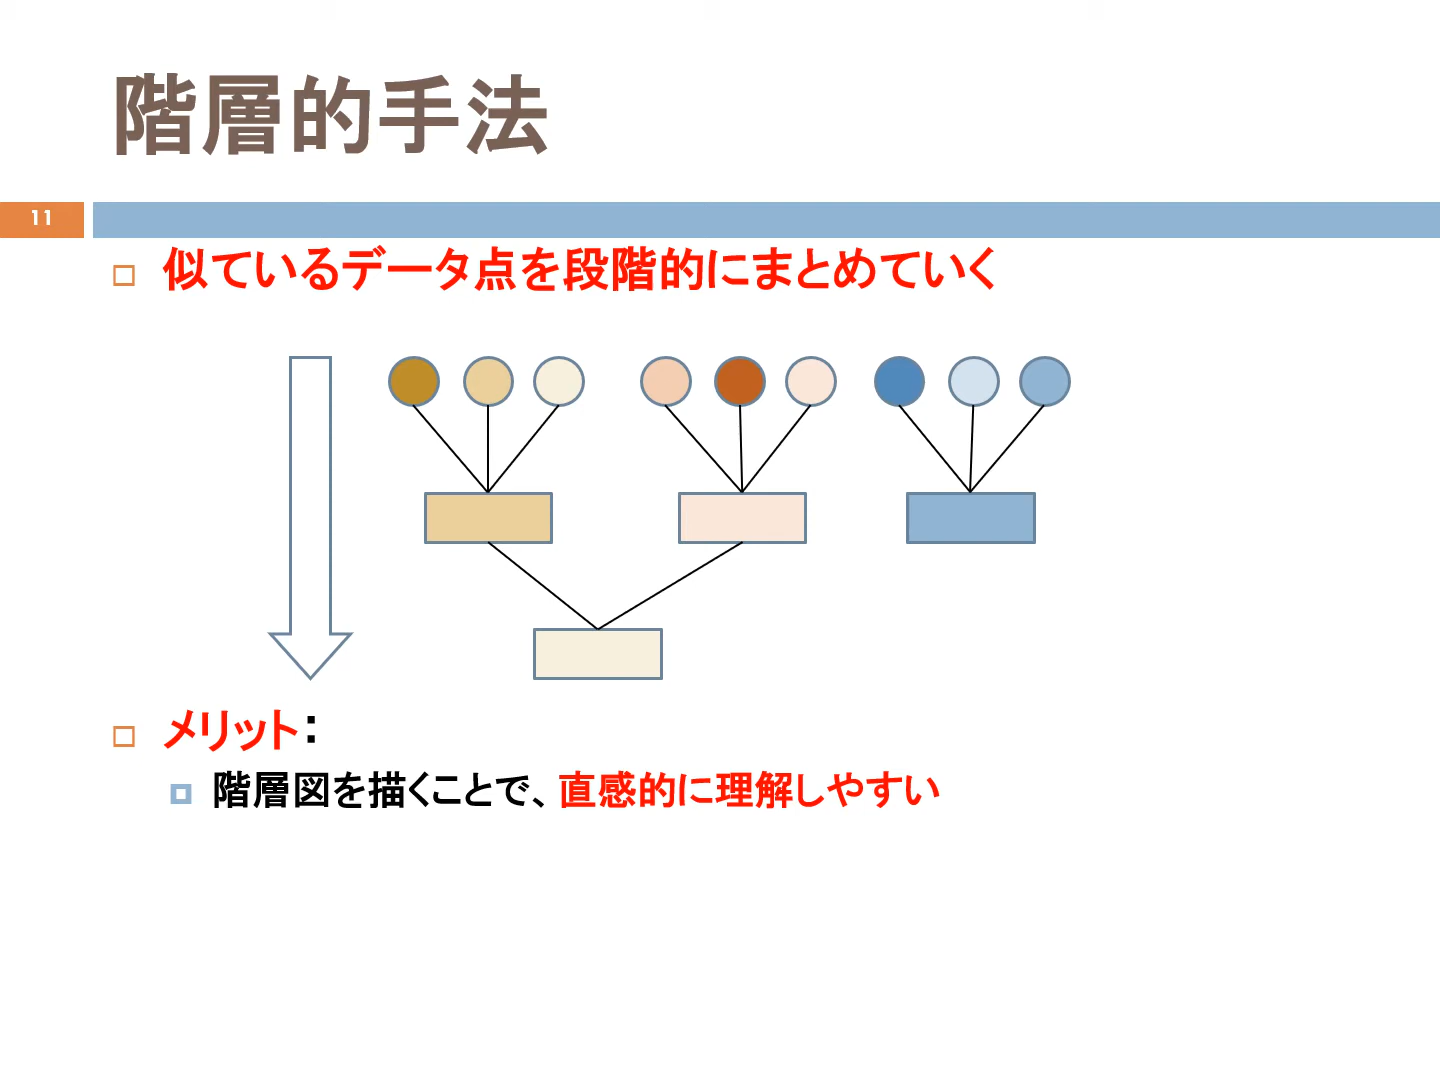 階層的手法
11
似ているデータ点を段階的にまとめていく
メリット：
階層図を描くことで、直感的に理解しやすい